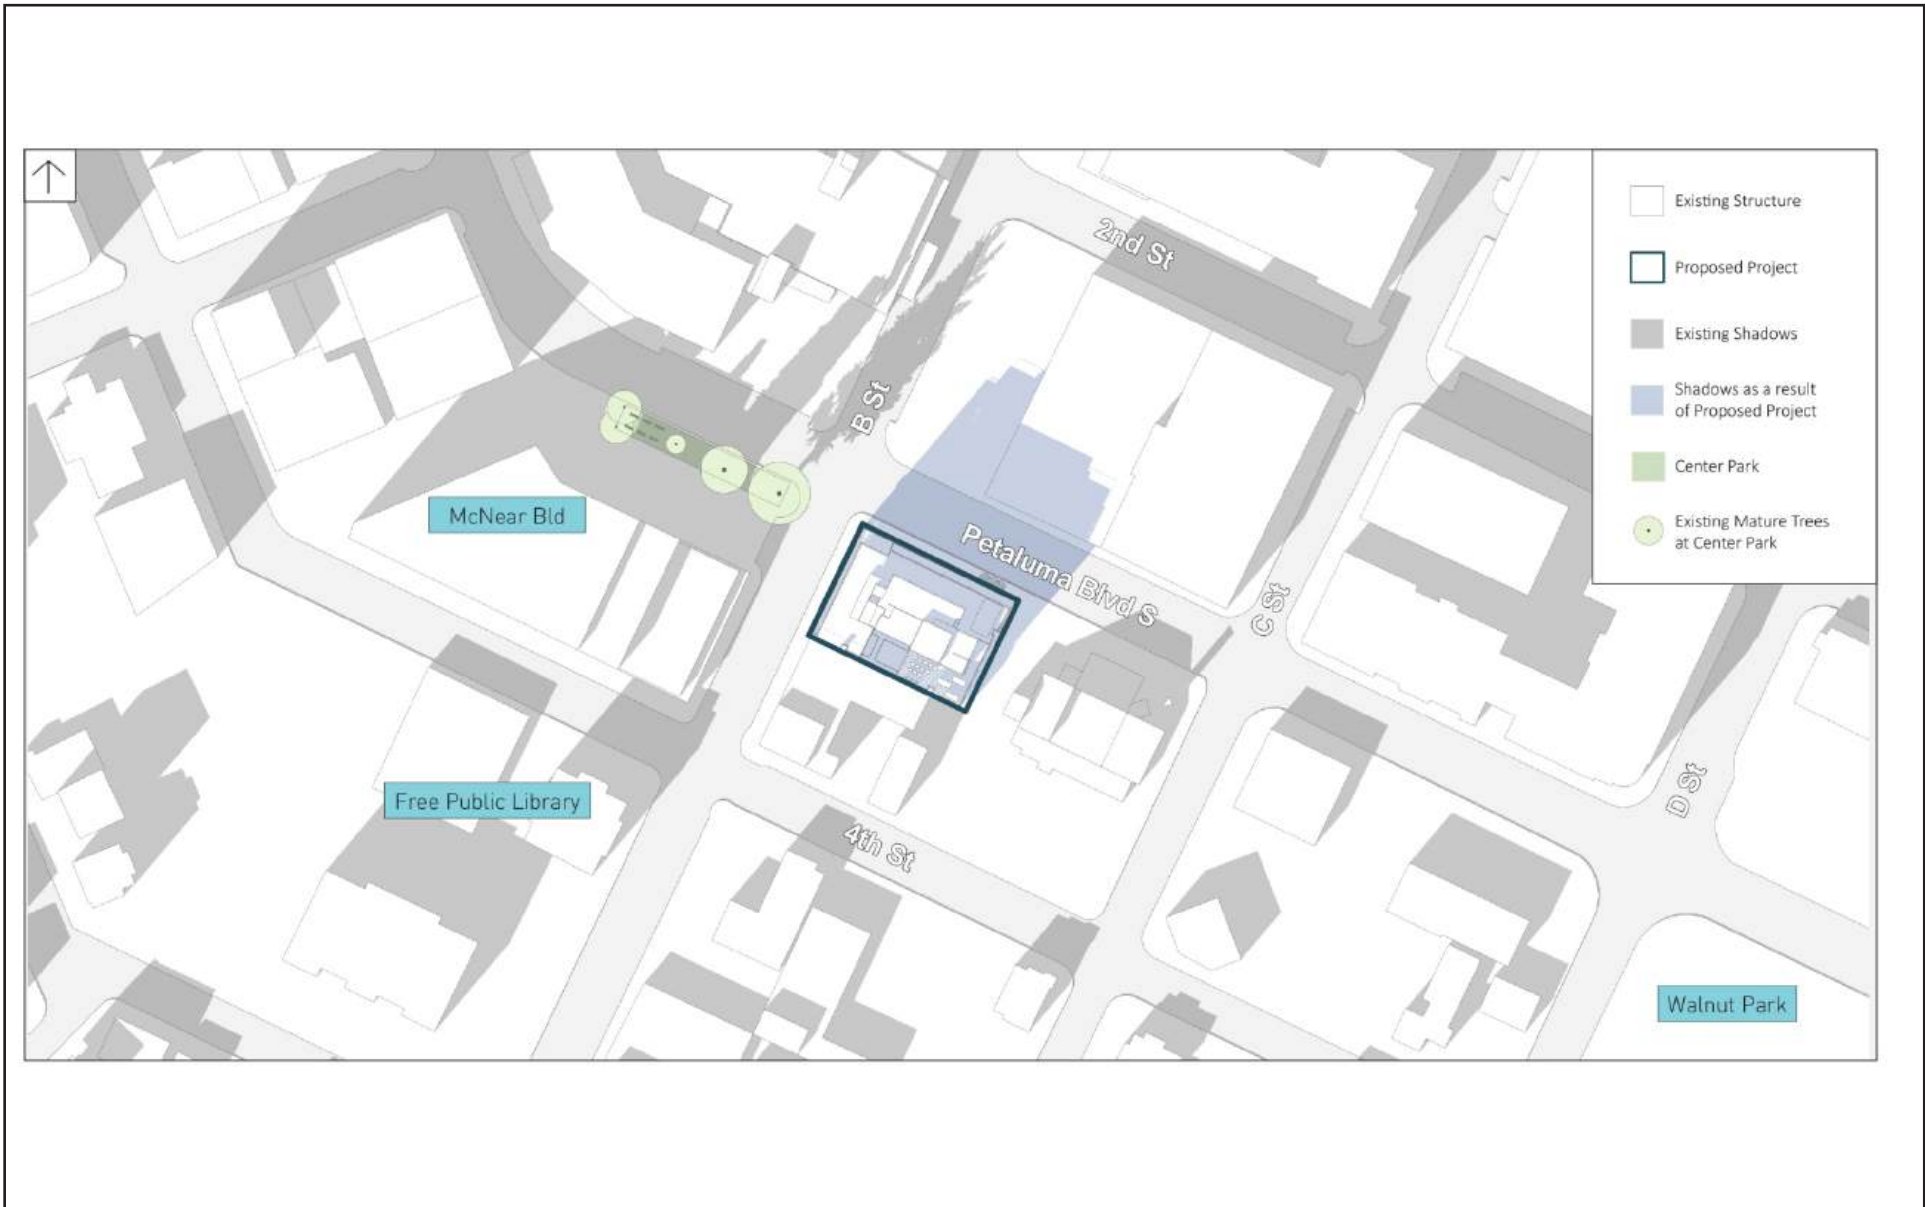 2nd St
B St
McNear Bld
Petaluma Blvd S
C St
D St
Free Public Library
4th St
Walnut Park
Existing Structure
Proposed Project
Existing Shadows
Shadows as a result
of Proposed Project
Center Park
Existing Mature Trees
at Center Park